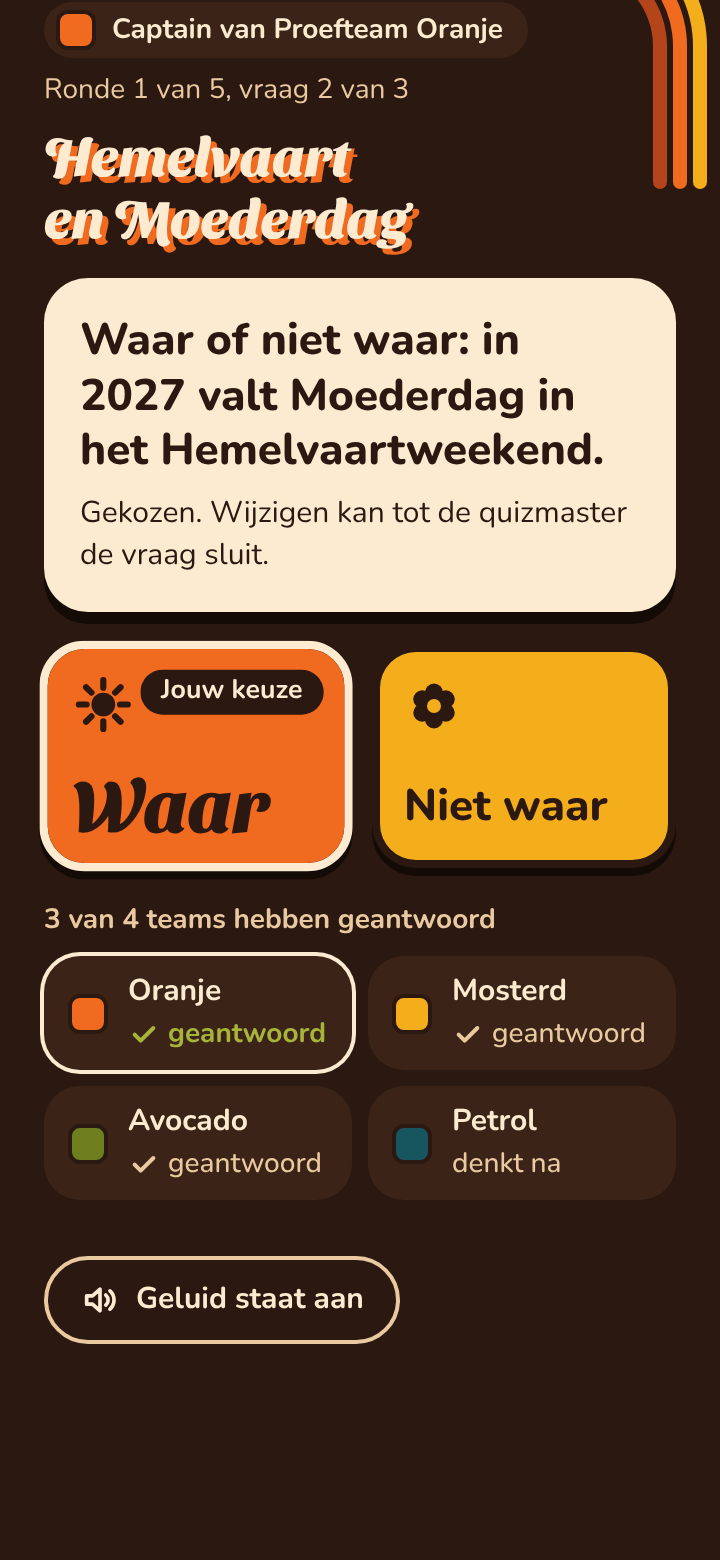 Captain van Proefteam Oranje
Ronde 1 van 5, vraag 2 van 3
Hemelvaart
en Moederdag
Waar of niet waar: in
2027 valt Moederdag in
het Hemelvaartweekend.
Gekozen. Wijzigen kan tot de quizmaster
de vraag sluit.
Jouw keuze
Waar
Niet waar
3 van 4 teams hebben geantwoord
Oranje
geantwoord
Mosterd
geantwoord
Avocado
geantwoord
Petrol
denkt na
Geluid staat aan